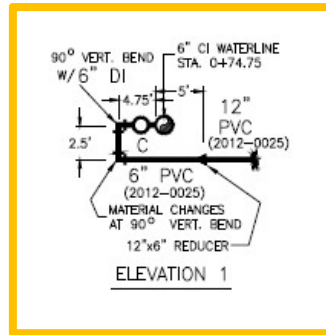 90° VERT. BEND
W/6" DI
6" CI WATERLINE
STA. 0+74.75
4.75'
5'
12"
PVC
(2012-0025)
2.5'
C
6" PVC
(2012-0025)
MATERIAL CHANGES
AT 90° VERT. BEND
12"x6" REDUCER
ELEVATION 1